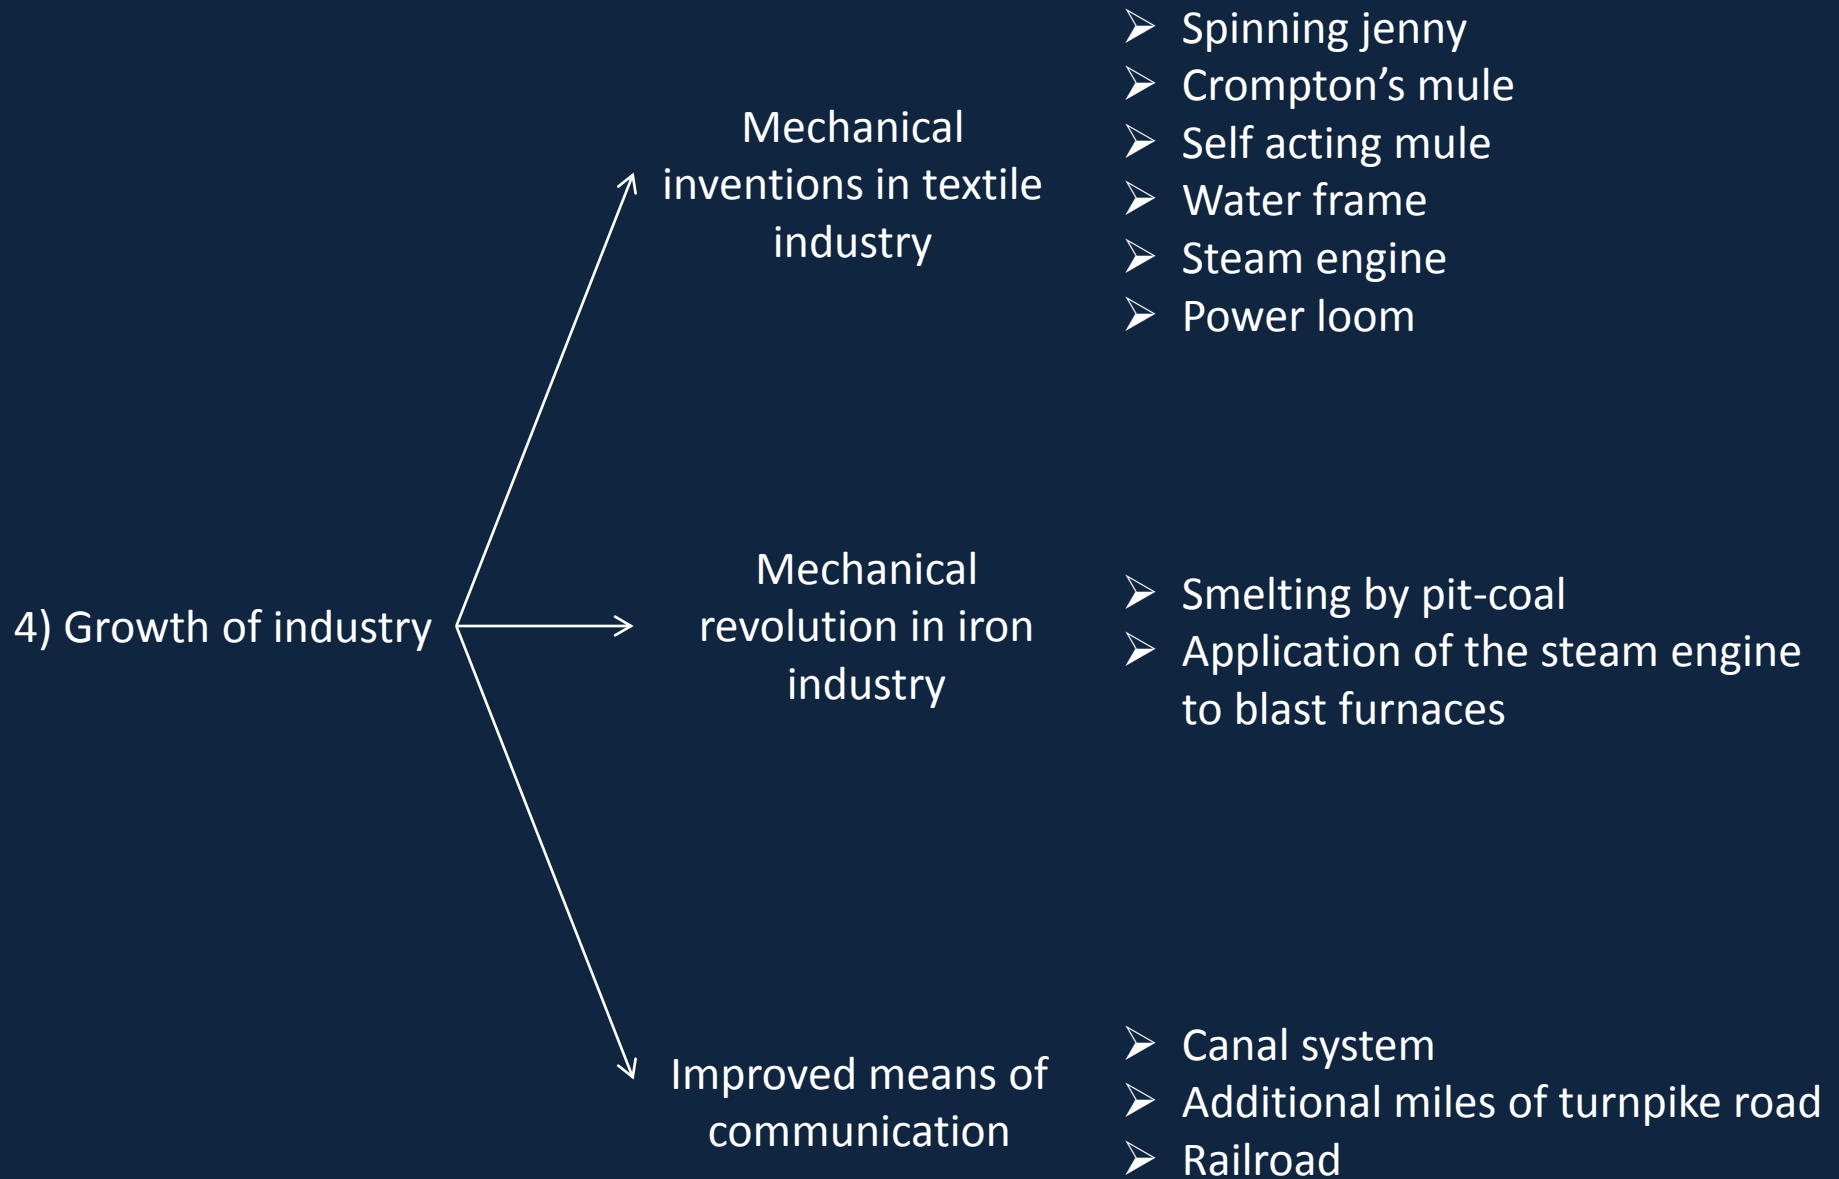 4) Growth of industry
Mechanical
inventions in textile
industry
➢ Spinning jenny
➢ Crompton’s mule
➢ Self acting mule
➢ Water frame
➢ Steam engine
➢ Power loom
Mechanical
revolution in iron
industry
➢ Smelting by pit-coal
➢ Application of the steam engine
to blast furnaces
Improved means of
communication
➢ Canal system
➢ Additional miles of turnpike road
➢ Railroad